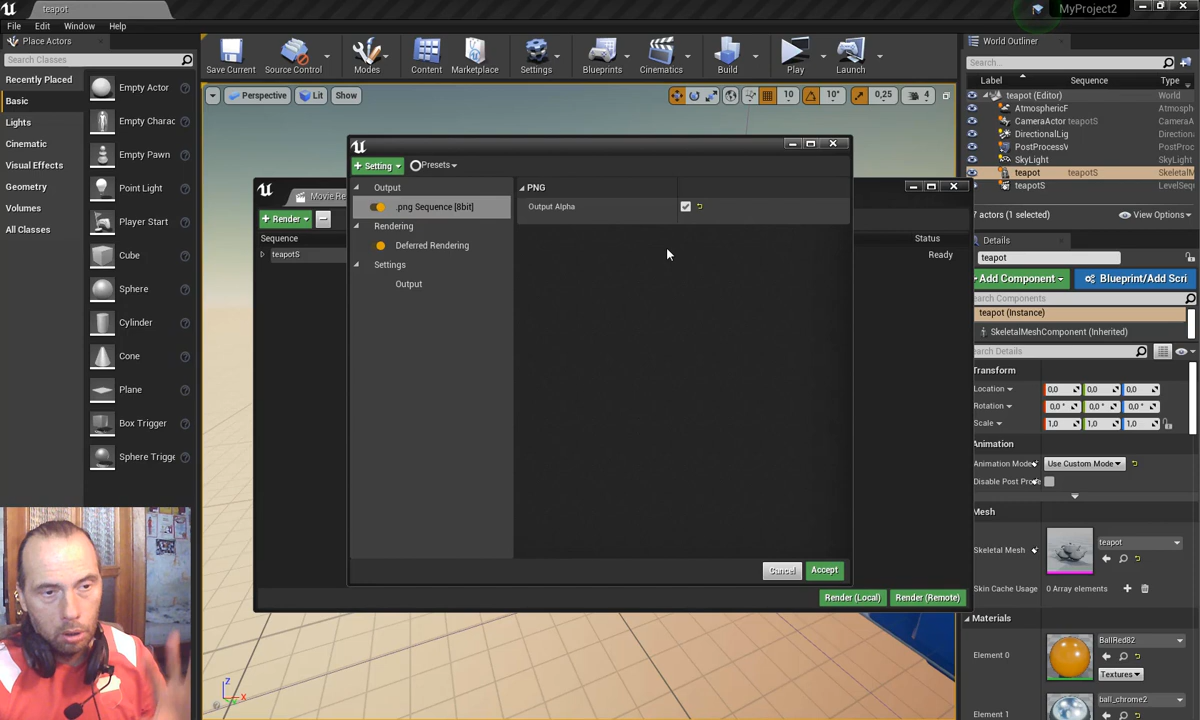 teapot
MyProject2
File Edit Window Help
Place Actors
Search Classes
Recently Placed
Basic
Lights
Cinematic
Visual Effects
Geometry
Volumes
All Classes
Empty Actor
Empty Charac
Empty Pawn
Point Light
Player Start
Cube
Sphere
Cylinder
Cone
Plane
Box Trigger
Sphere Trigge
Save Current
Source Control
Modes
Content
Marketplace
Settings
Blueprints
Cinematics
Build
Play
Launch
Perspective
Lit
Show
10
10°
0,25
4
Movie Re
+ Render
Sequence
teapotS
Status
Ready
Render (Local)
Render (Remote)
+ Setting
Presets
Output
.png Sequence [8bit]
Rendering
Deferred Rendering
Settings
Output
PNG
Output Alpha
Cancel
Accept
World Outliner
Search...
Label Sequence Type
teapot (Editor) World
AtmosphericF Atmosph
CameraActor teapotS CameraA
DirectionalLig Directio
PostProcessV PostProc
SkyLight SkyLight
teapot teapotS SkeletalM
teapotS LevelSeq
7 actors (1 selected)
View Options
Details
teapot
Add Component
Blueprint/Add Scri
Search Components
teapot (Instance)
SkeletalMeshComponent (Inherited)
Search Details
Transform
Location 0,0 0,0 0,0
Rotation 0,0 ° 0,0 ° 0,0 °
Scale 1,0 1,0 1,0
Animation
Animation Mode Use Custom Mode
Disable Post Proce
Mesh
Skeletal Mesh
teapot
Skin Cache Usage 0 Array elements
Materials
Element 0
BallRed82
Textures
ball_chrome2
Element 1
Z
X